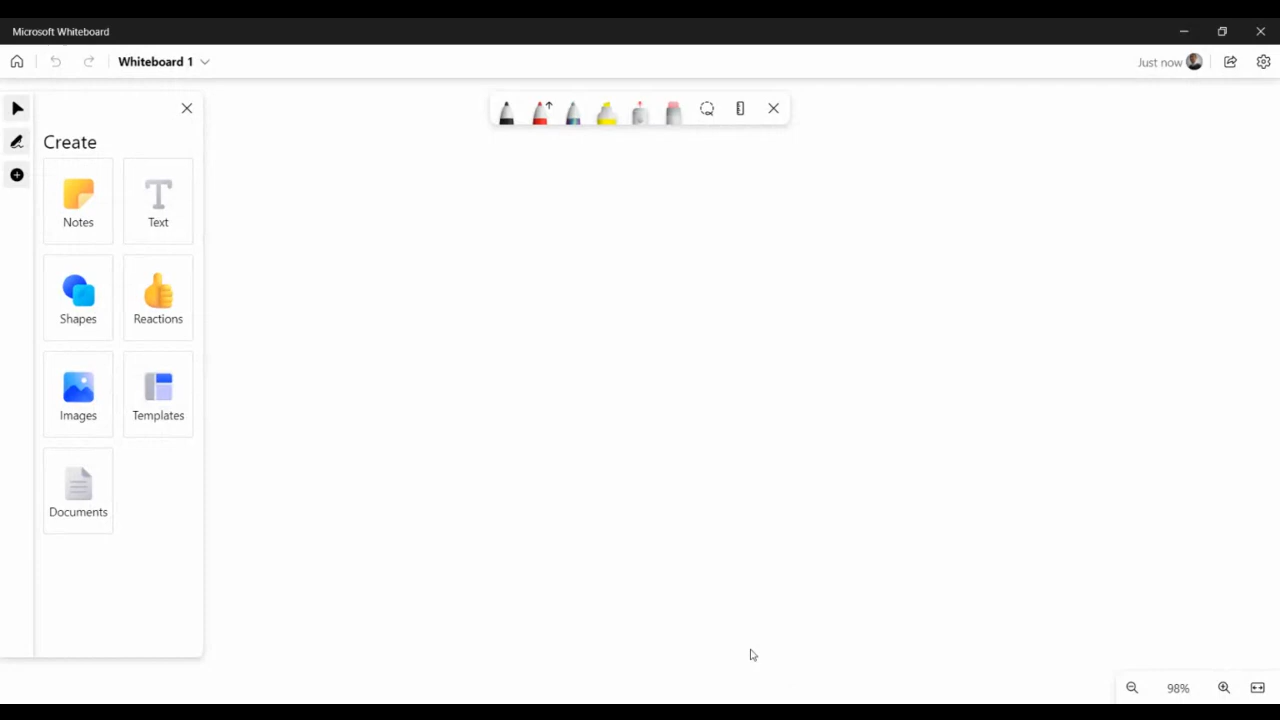 Microsoft Whiteboard
Whiteboard 1
Just now
Create
Notes
Text
Shapes
Reactions
Images
Templates
Documents
98%